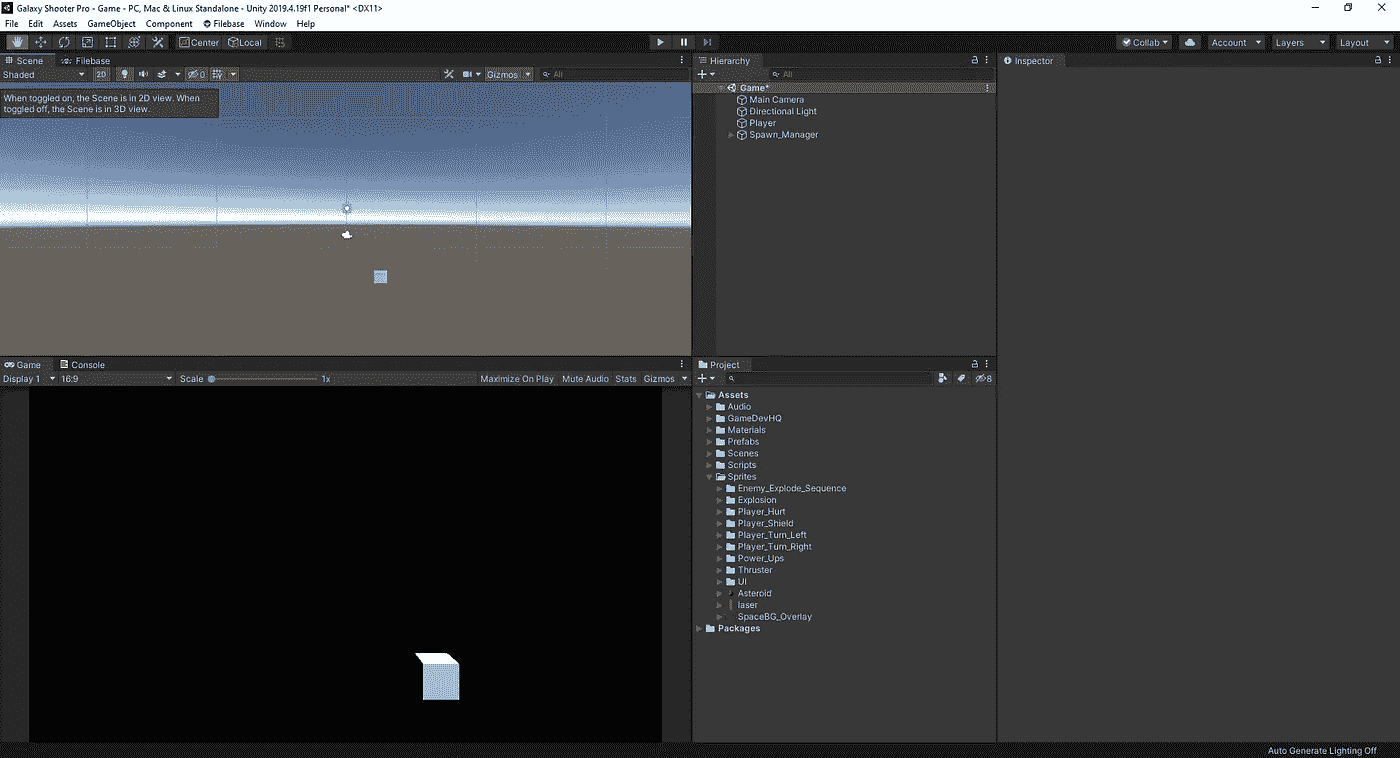 Galaxy Shooter Pro - Game - PC, Mac & Linux Standalone - Unity 2019.4.19f1 Personal* <DX11>
File Edit Assets GameObject Component Filebase Window Help
Center Local Collab Account Layers Layout
Scene Filebase
Shaded 2D 0 Gizmos All
When toggled on, the Scene is in 2D view. When
toggled off, the Scene is in 3D view.
Hierarchy
All
Game*
Main Camera
Directional Light
Player
Spawn_Manager
Inspector
Game Console
Display 1 16:9 Scale 1x Maximize On Play Mute Audio Stats Gizmos
Project
8
Assets
Audio
GameDevHQ
Materials
Prefabs
Scenes
Scripts
Sprites
Enemy_Explode_Sequence
Explosion
Player_Hurt
Player_Shield
Player_Turn_Left
Player_Turn_Right
Power_Ups
Thruster
UI
Asteroid
laser
SpaceBG_Overlay
Packages
Auto Generate Lighting Off